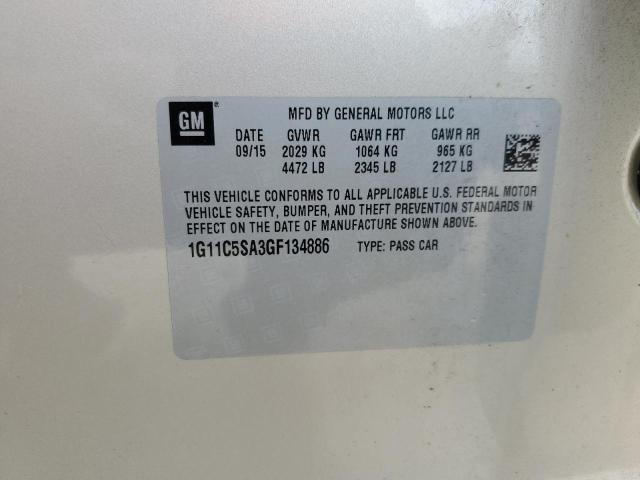 GM ®
MFD BY GENERAL MOTORS LLC
DATE GVWR GAWR FRT GAWR RR
09/15 2029 KG 1064 KG 965 KG
4472 LB 2345 LB 2127 LB
THIS VEHICLE CONFORMS TO ALL APPLICABLE U.S. FEDERAL MOTOR
VEHICLE SAFETY, BUMPER, AND THEFT PREVENTION STANDARDS IN
EFFECT ON THE DATE OF MANUFACTURE SHOWN ABOVE.
1G11C5SA3GF134886 TYPE: PASS CAR